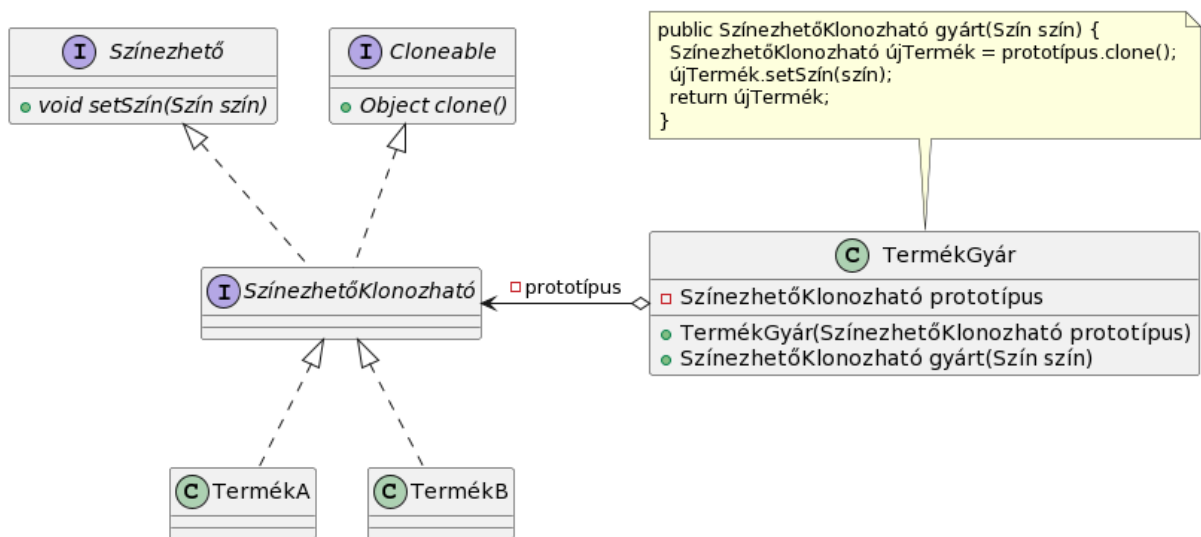 I Színezhető
void setSzín(Szín szín)
I Cloneable
Object clone()
public SzínezhetőKlonozható gyárt(Szín szín) {
SzínezhetőKlonozható újTermék = prototípus.clone();
újTermék.setSzín(szín);
return újTermék;
}
I SzínezhetőKlonozható
prototípus
C TermékGyár
SzínezhetőKlonozható prototípus
TermékGyár(SzínezhetőKlonozható prototípus)
SzínezhetőKlonozható gyárt(Szín szín)
C TermékA
C TermékB